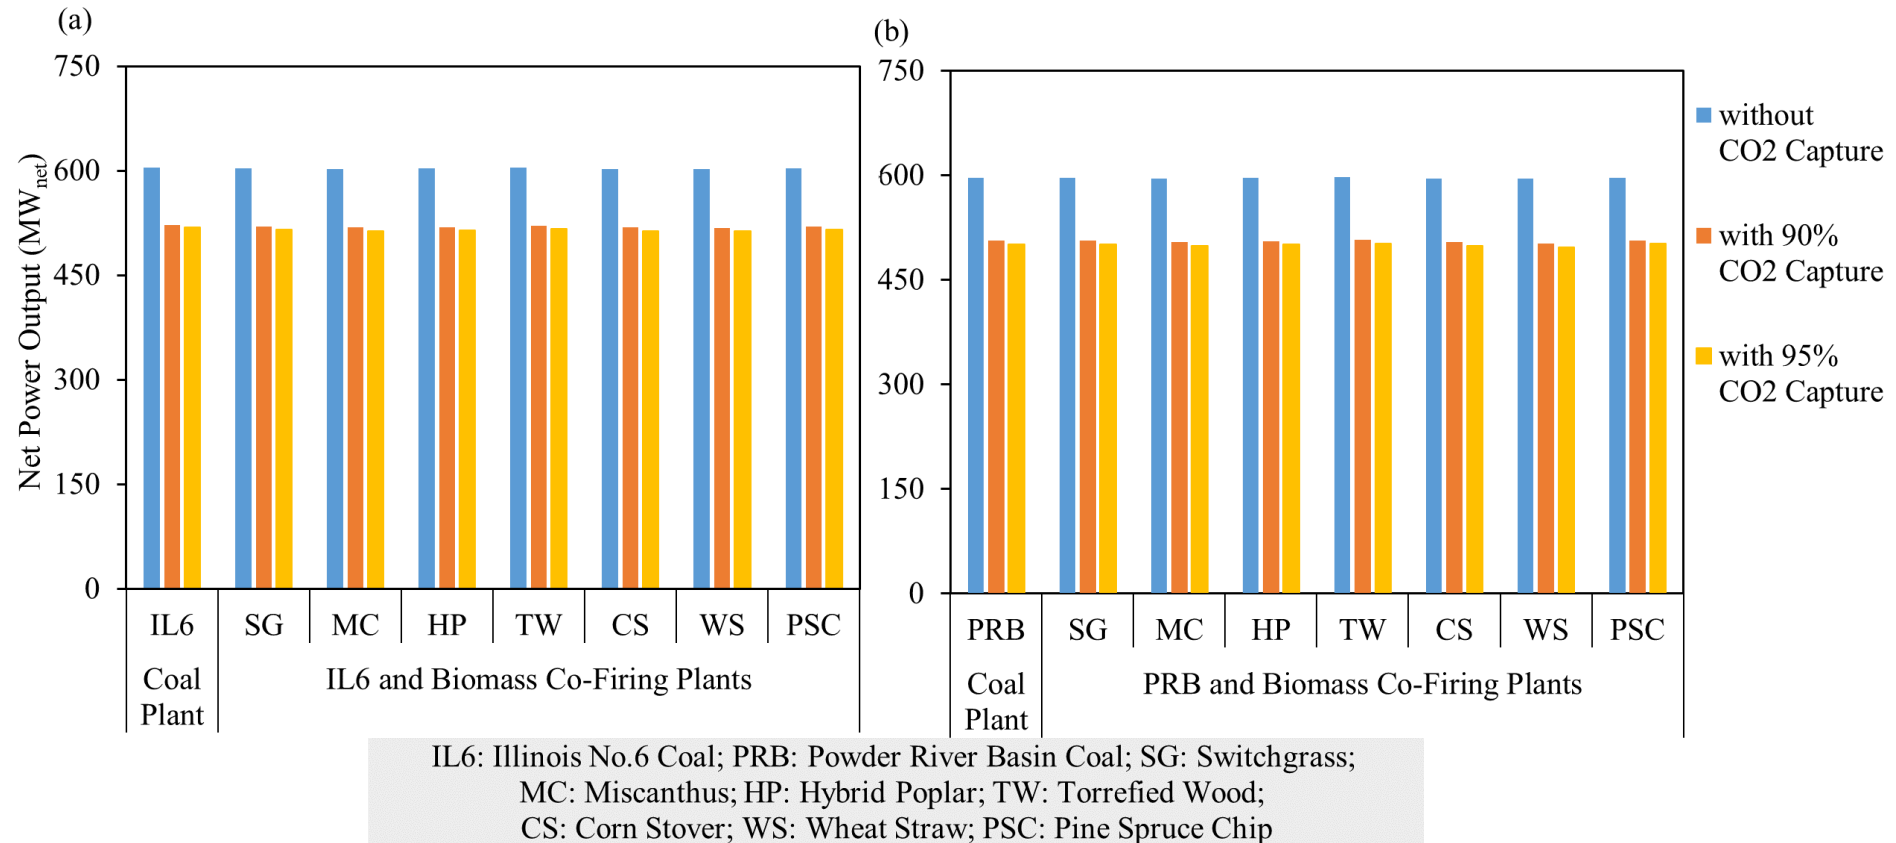 (a)
750
600
450
300
150
0
Net Power Output (MWnet)
IL6 SG MC HP TW CS WS PSC
Coal
Plant
IL6 and Biomass Co-Firing Plants
(b)
750
600
450
300
150
0
PRB SG MC HP TW CS WS PSC
Coal
Plant
PRB and Biomass Co-Firing Plants
without
CO2 Capture
with 90%
CO2 Capture
with 95%
CO2 Capture
IL6: Illinois No.6 Coal; PRB: Powder River Basin Coal; SG: Switchgrass;
MC: Miscanthus; HP: Hybrid Poplar; TW: Torrefied Wood;
CS: Corn Stover; WS: Wheat Straw; PSC: Pine Spruce Chip